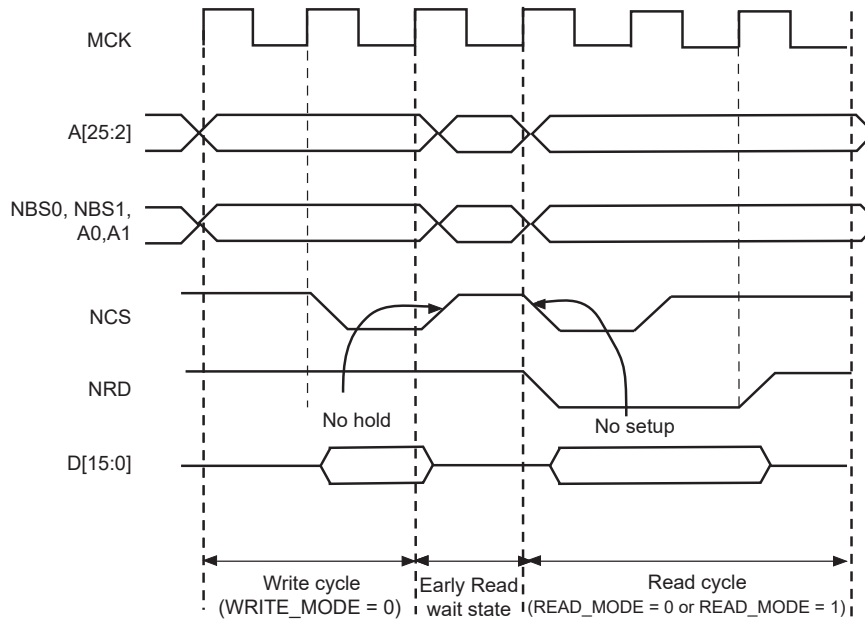 MCK
A[25:2]
NBS0, NBS1,
A0,A1
NCS
NRD
No hold
No setup
D[15:0]
Write cycle
(WRITE_MODE = 0)
Early Read
wait state
Read cycle
(READ_MODE = 0 or READ_MODE = 1)